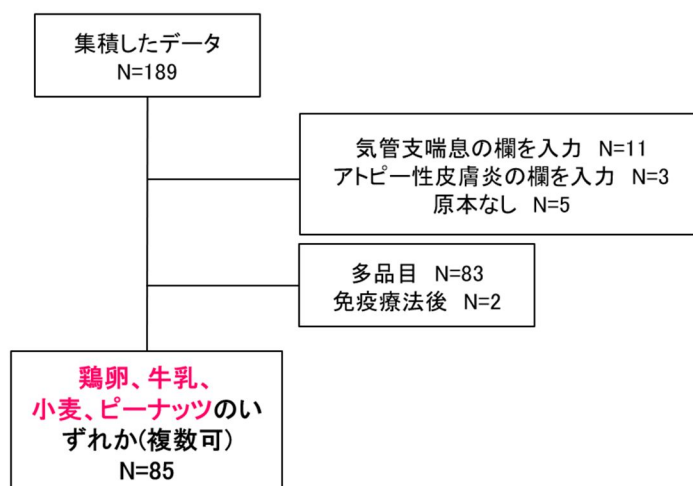 集積したデータ
N=189
気管支喘息の欄を入力 N=11
アトピー性皮膚炎の欄を入力 N=3
原本なし N=5
多品目 N=83
免疫療法後 N=2
鶏卵、牛乳、
小麦、ピーナッツのい
ずれか(複数可)
N=85